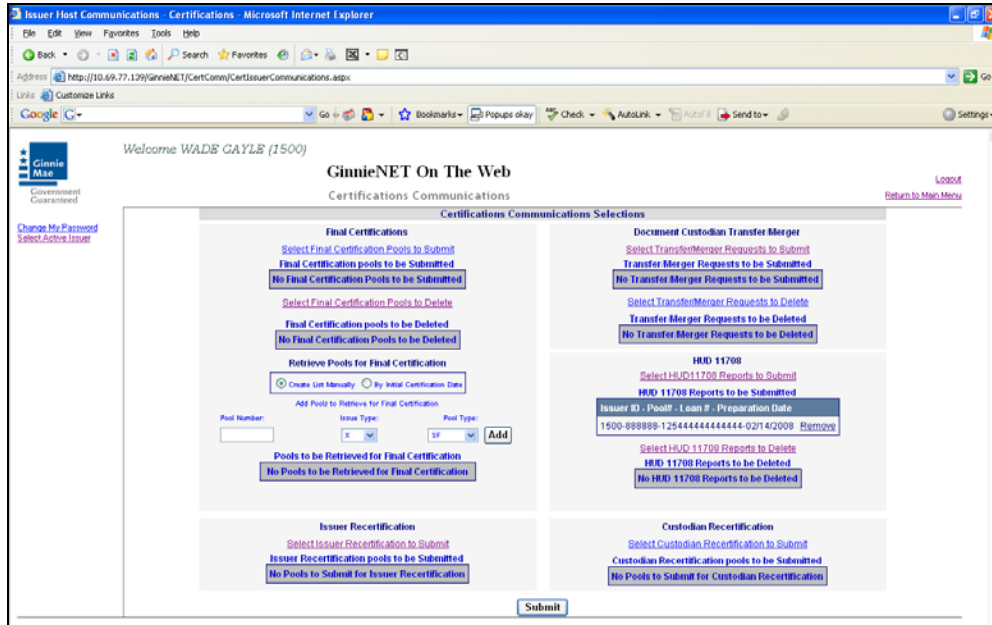 Issuer Host Communications - Certifications - Microsoft Internet Explorer
File Edit View Favorites Tools Help
Back Search Favorites
Address http://10.69.77.139/GinnieNET/CertComm/CertIssuerCommunications.aspx Go
Links Customize Links
Google G Go Bookmarks Popups okay Check AutoLink AutoFill Send to Settings
Ginnie Mae
Government Guaranteed
Welcome WADE GAYLE (1500)
GinnieNET On The Web
Certifications Communications
Logout
Return to Main Menu
Change My Password
Select Active Issuer
Certifications Communications Selections
Final Certifications
Select Final Certification Pools to Submit
Final Certification pools to be Submitted
No Final Certification Pools to be Submitted
Select Final Certification Pools to Delete
Final Certification pools to be Deleted
No Final Certification Pools to be Deleted
Retrieve Pools for Final Certification
Create List Manually By Initial Certification Date
Add Pools to Retrieve for Final Certification
Pool Number: Issue Type: Pool Type:
X SF Add
Pools to be Retrieved for Final Certification
No Pools to be Retrieved for Final Certification
Document Custodian Transfer/Merger
Select Transfer/Merger Requests to Submit
Transfer/Merger Requests to be Submitted
No Transfer/Merger Requests to be Submitted
Select Transfer/Merger Requests to Delete
Transfer/Merger Requests to be Deleted
No Transfer/Merger Requests to be Deleted
HUD 11708
Select HUD11708 Reports to Submit
HUD 11708 Reports to be Submitted
Issuer ID - Pool# - Loan # - Preparation Date
1500-888888-125444444444444-02/14/2008 Remove
Select HUD 11708 Reports to Delete
HUD 11708 Reports to be Deleted
No HUD 11708 Reports to be Deleted
Issuer Recertification
Select Issuer Recertification to Submit
Issuer Recertification pools to be Submitted
No Pools to Submit for Issuer Recertification
Custodian Recertification
Select Custodian Recertification to Submit
Custodian Recertification pools to be Submitted
No Pools to Submit for Custodian Recertification
Submit